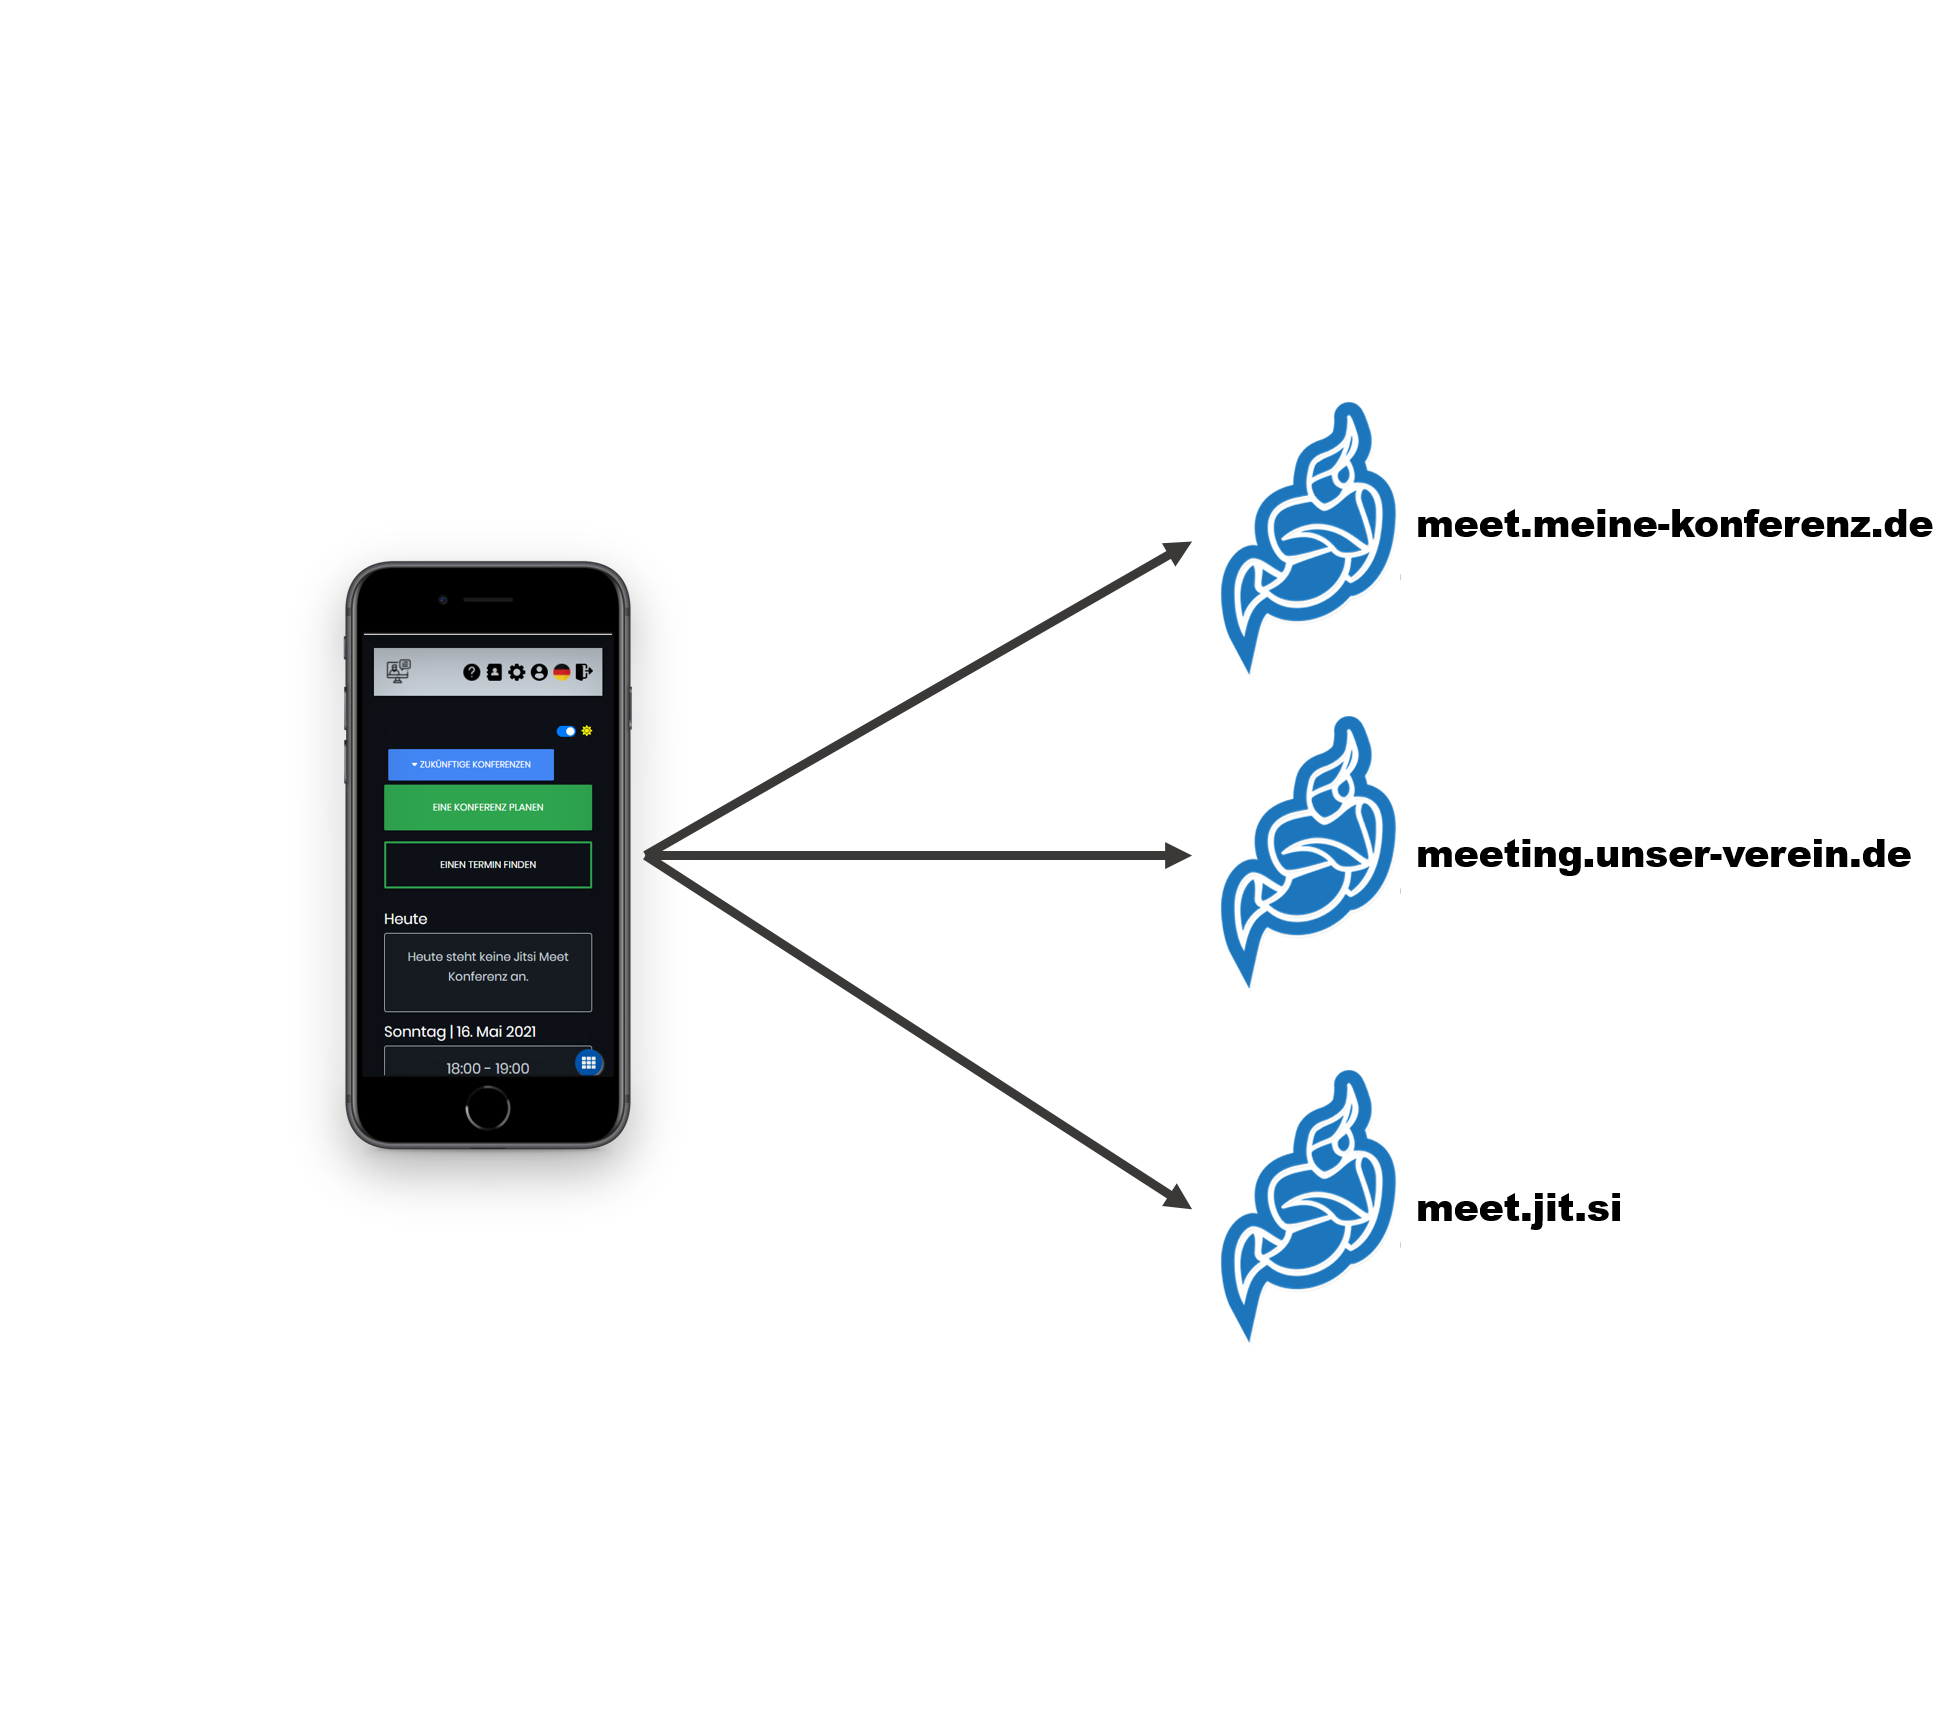 ZUKÜNFTIGE KONFERENZEN
EINE KONFERENZ PLANEN
EINEN TERMIN FINDEN
Heute
Heute steht keine Jitsi Meet
Konferenz an.
Sonntag | 16. Mai 2021
18:00 - 19:00
meet.meine-konferenz.de
meeting.unser-verein.de
meet.jit.si